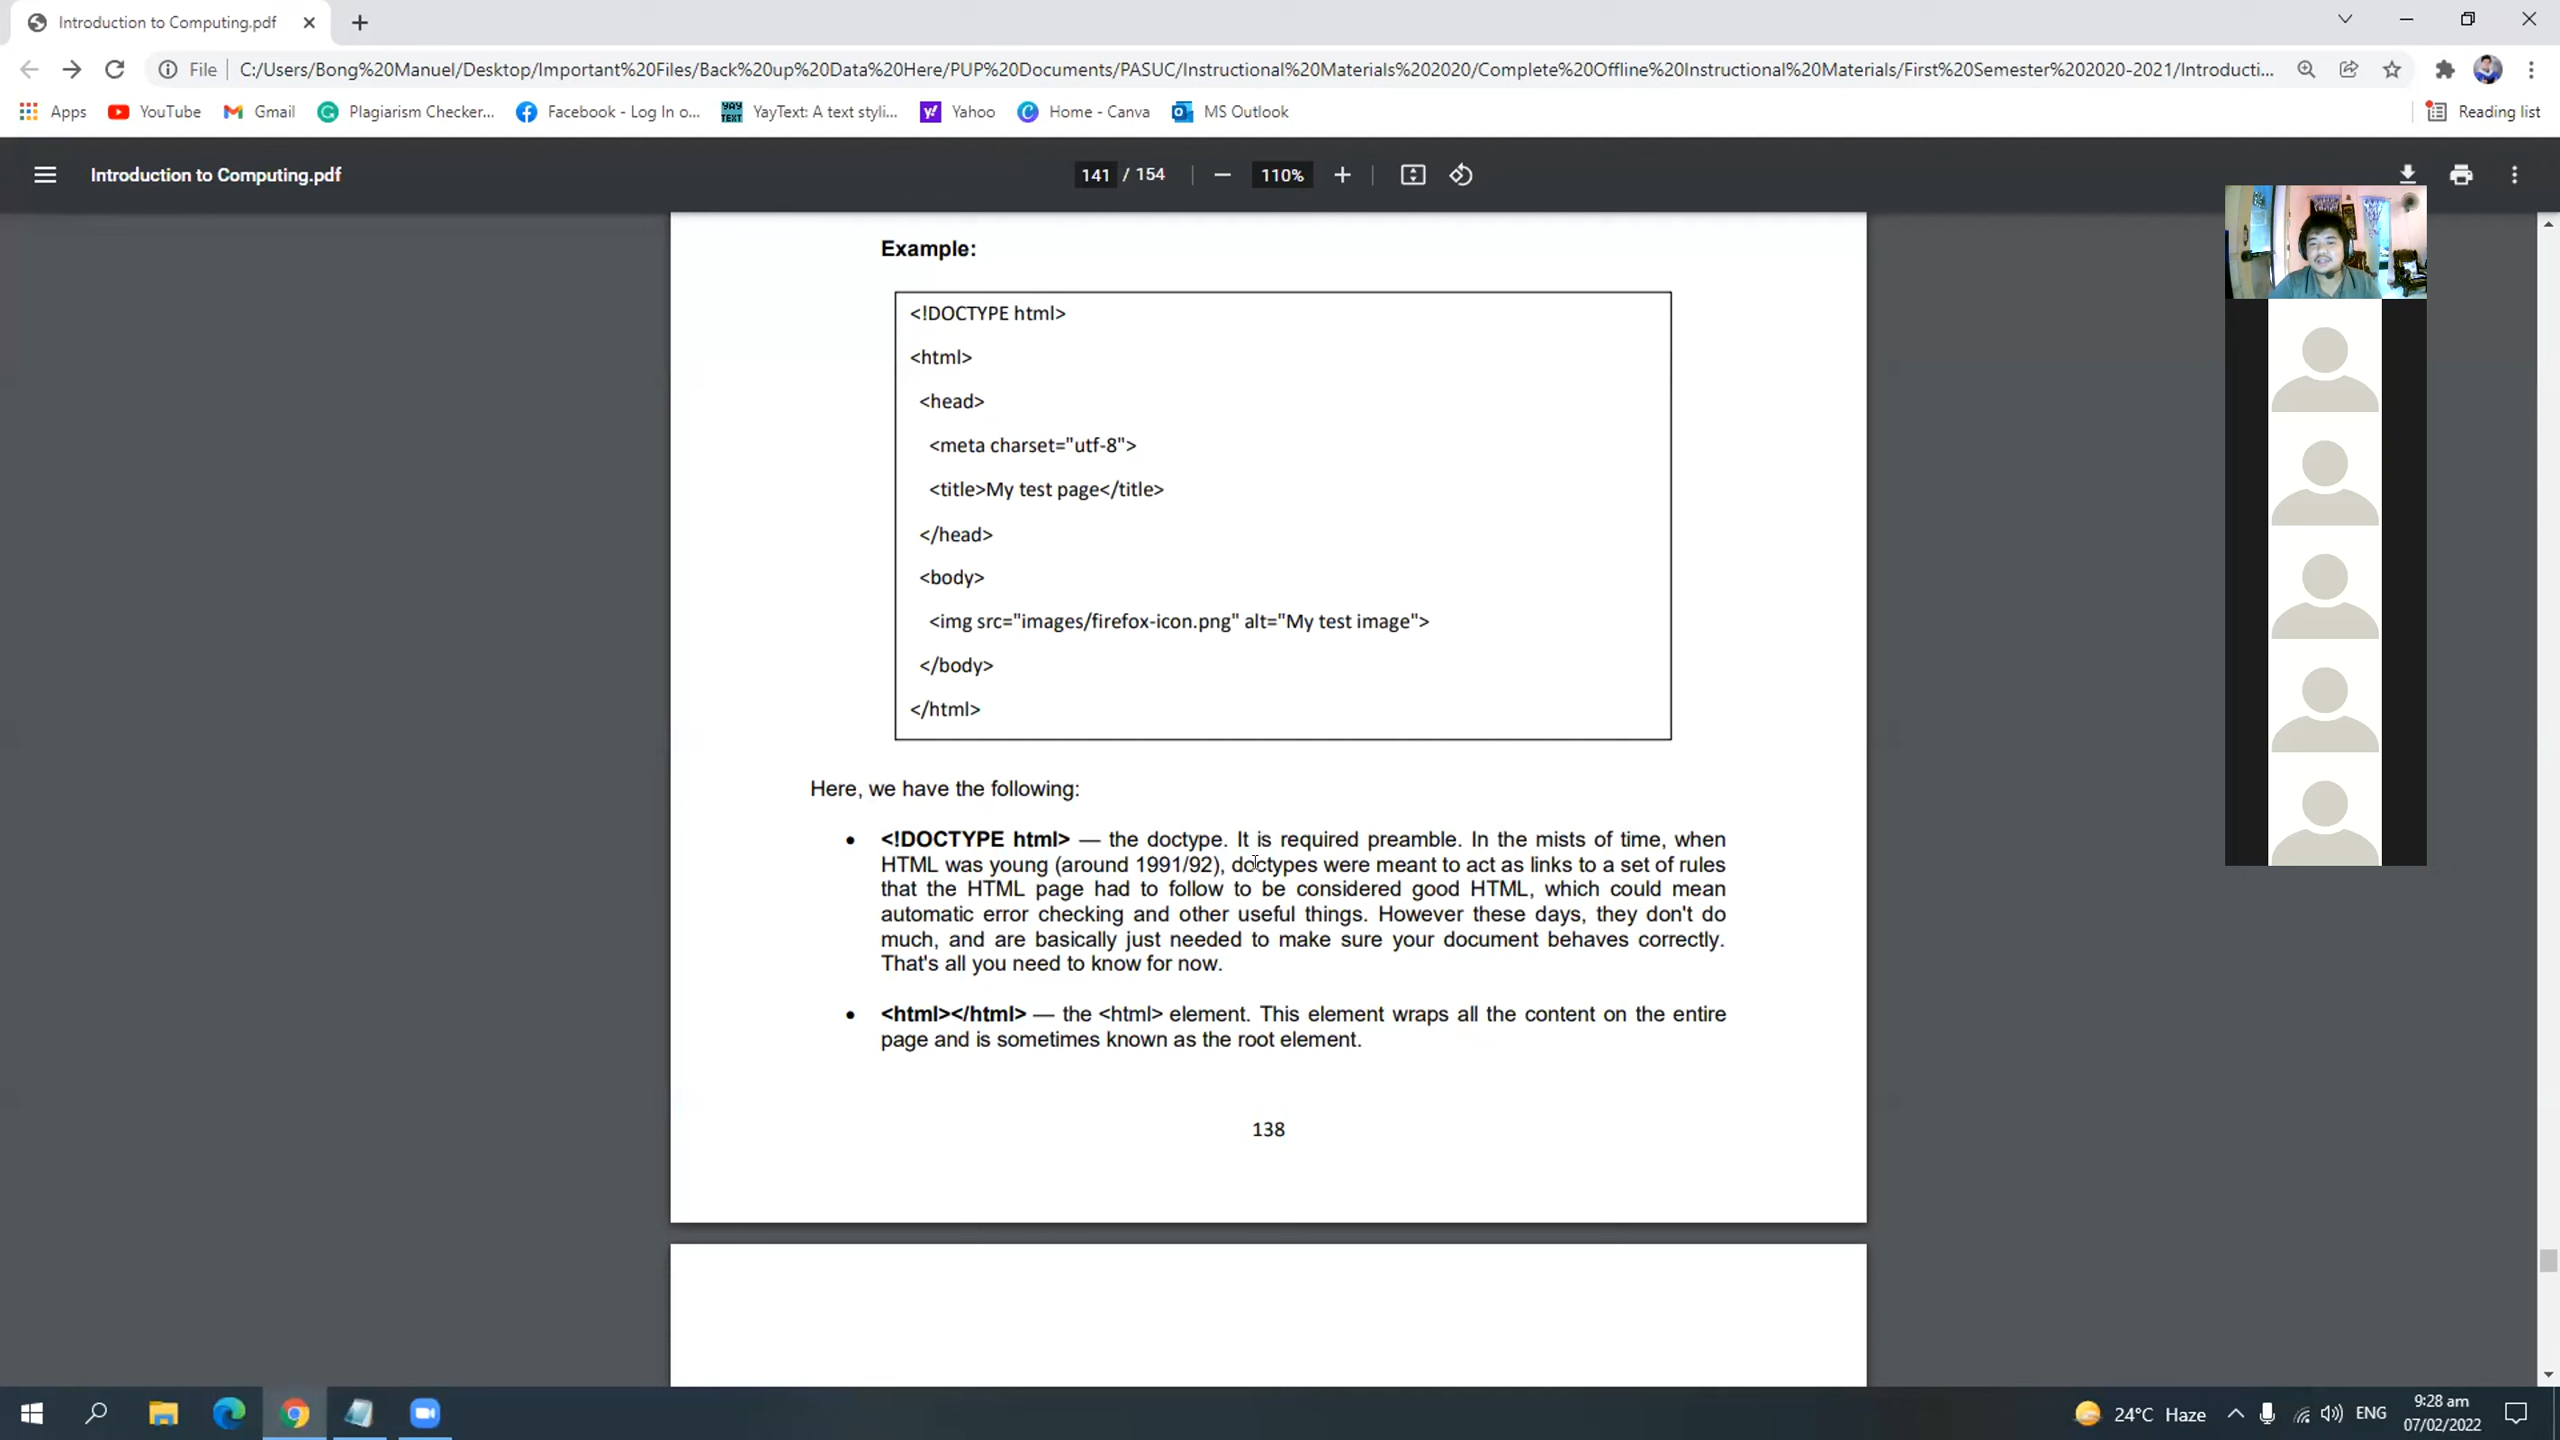 Introduction to Computing.pdf
File C:/Users/Bong%20Manuel/Desktop/Important%20Files/Back%20up%20Data%20Here/PUP%20Documents/PASUC/Instructional%20Materials%202020/Complete%20Offline%20Instructional%20Materials/First%20Semester%202020-2021/Introducti...
Apps YouTube Gmail Plagiarism Checker... Facebook - Log In o... YAY TEXT YayText: A text styli... Yahoo Home - Canva MS Outlook Reading list
Introduction to Computing.pdf 141 / 154 110%
Example:
<!DOCTYPE html>
<html>
<head>
<meta charset="utf-8">
<title>My test page</title>
</head>
<body>
<img src="images/firefox-icon.png" alt="My test image">
</body>
</html>
Here, we have the following:
• <!DOCTYPE html> — the doctype. It is required preamble. In the mists of time, when
HTML was young (around 1991/92), doctypes were meant to act as links to a set of rules
that the HTML page had to follow to be considered good HTML, which could mean
automatic error checking and other useful things. However these days, they don't do
much, and are basically just needed to make sure your document behaves correctly.
That's all you need to know for now.
• <html></html> — the <html> element. This element wraps all the content on the entire
page and is sometimes known as the root element.
138
24°C Haze ENG 9:28 am
07/02/2022